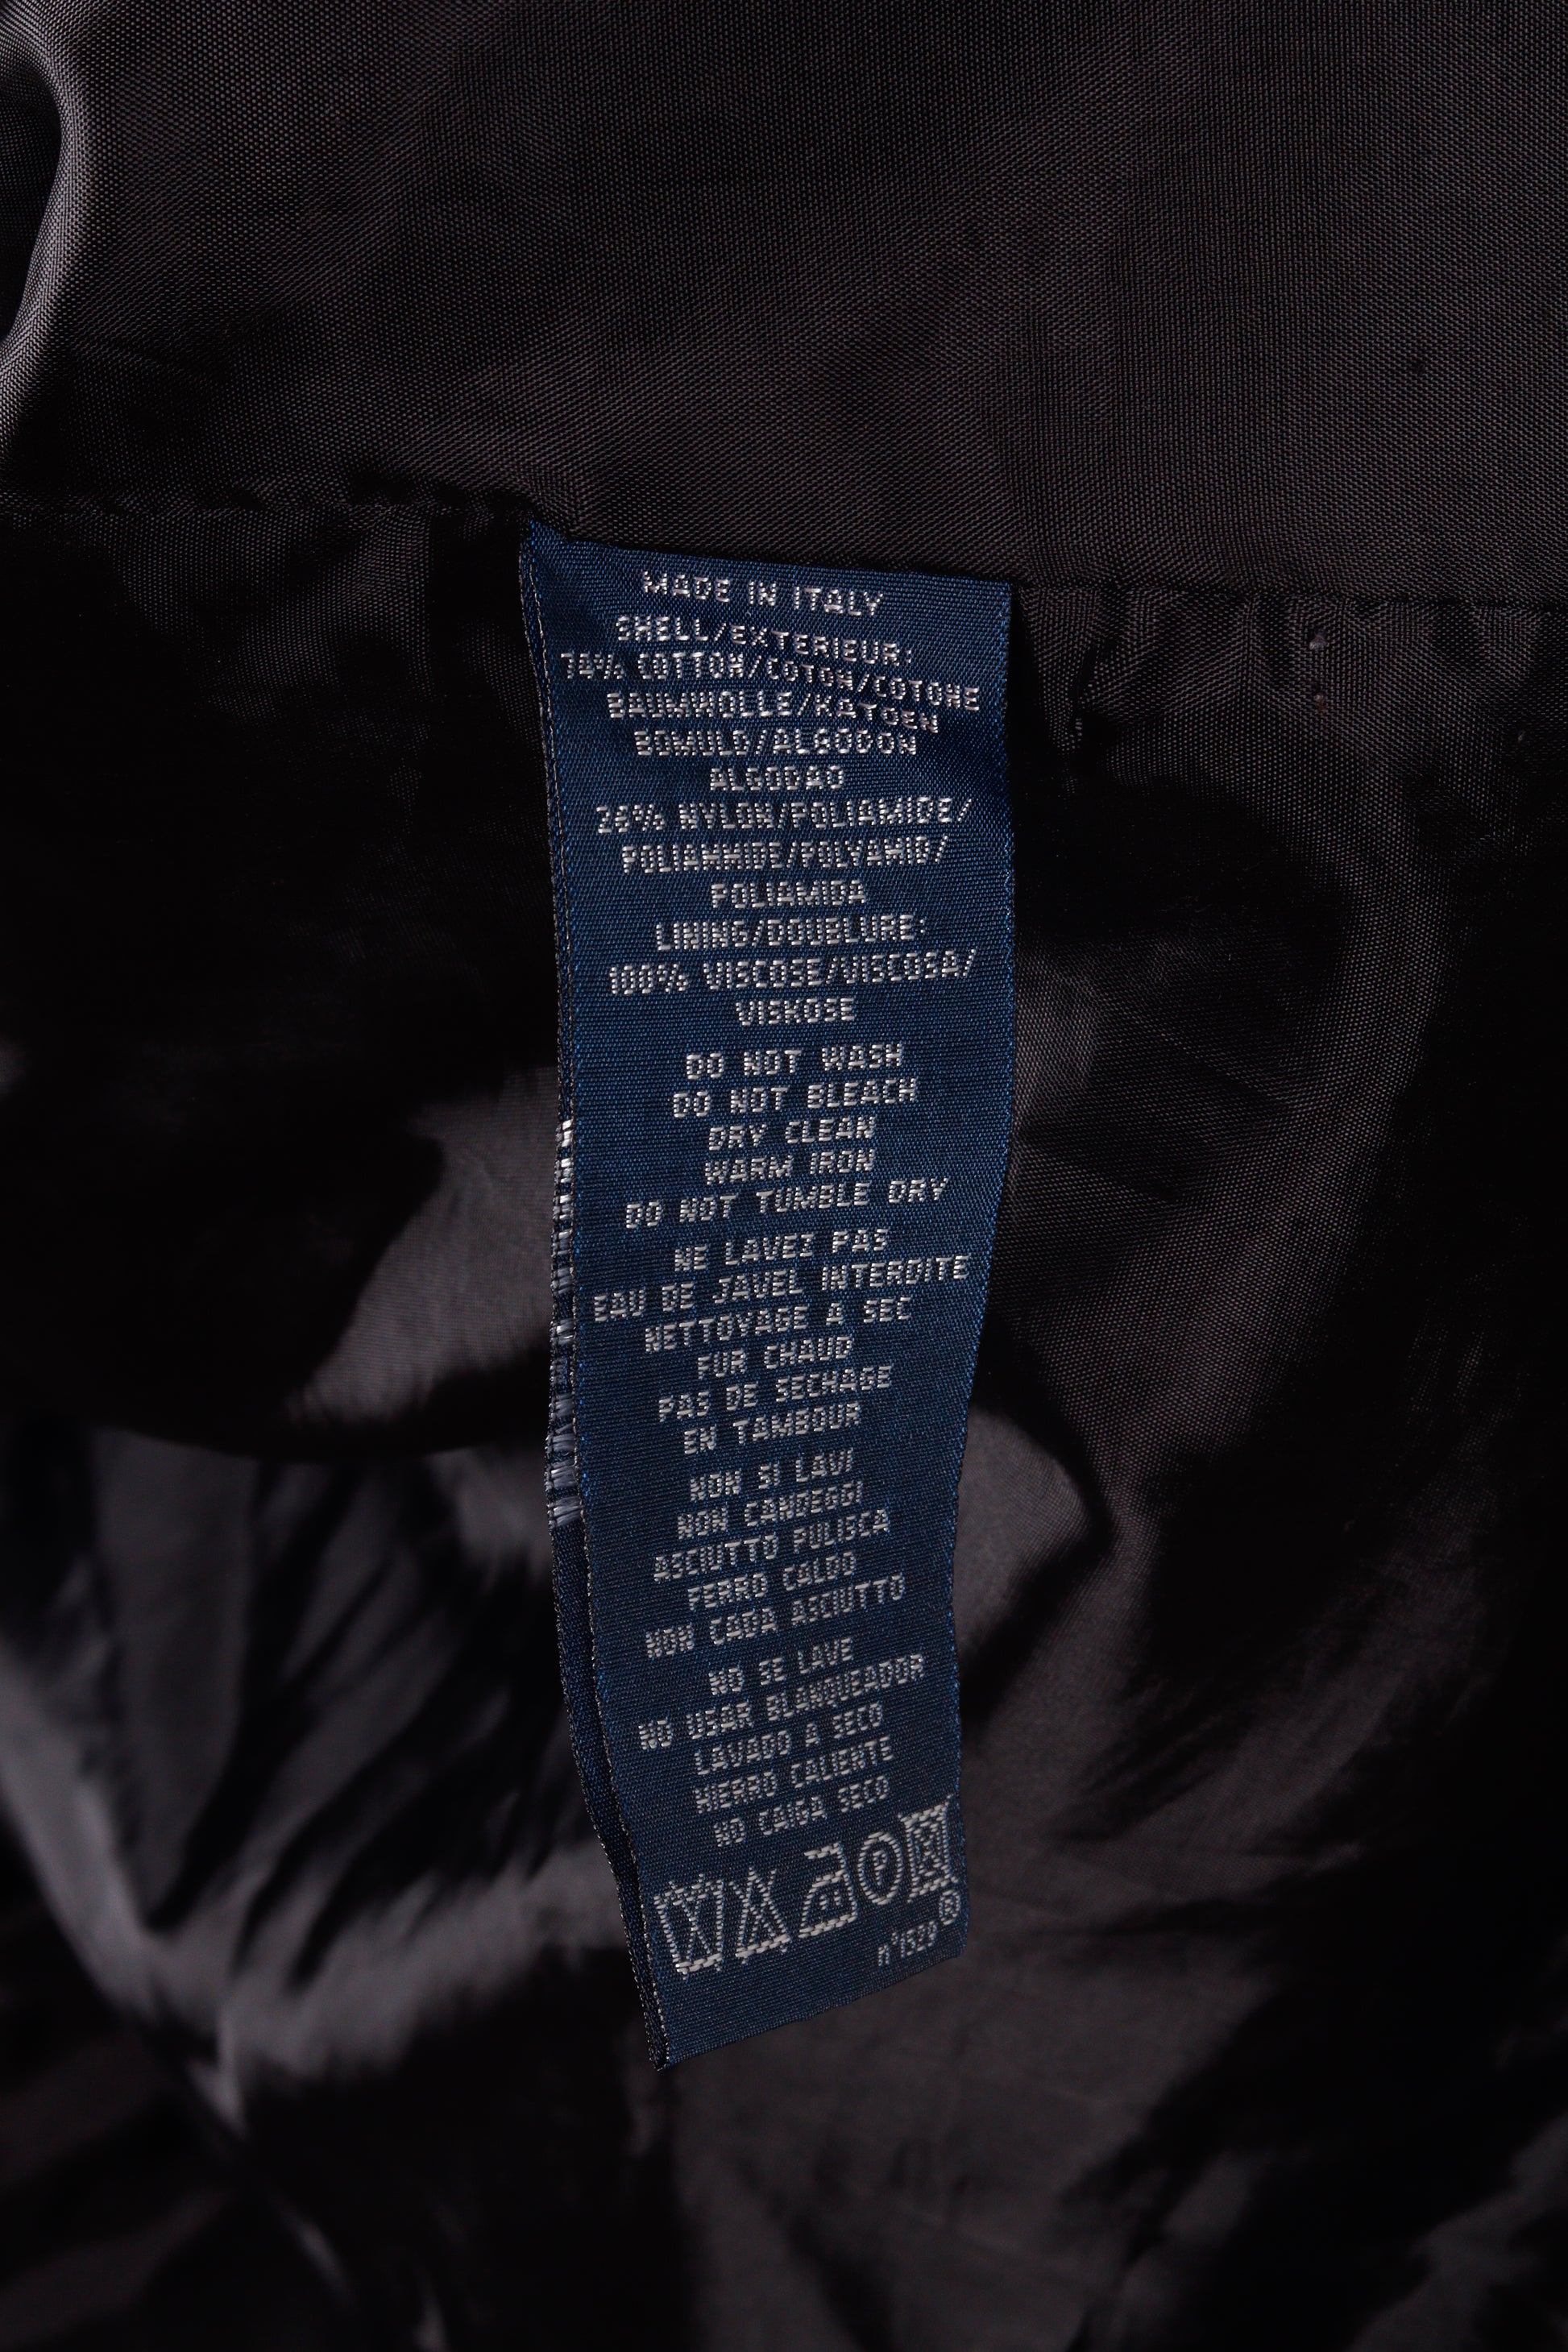 MADE IN ITALY
SHELL/EXTERIEUR:
74% COTTON/COTON/COTONE
BAUMWOLLE/KATOEN
BOMULD/ALGODON
ALGODAO
26% NYLON/POLIAMIDE/
POLIAMMIDE/POLYAMID/
POLIAMIDA
LINING/DOUBLURE:
100% VISCOSE/VISCOSA/
VISKOSE
DO NOT WASH
DO NOT BLEACH
DRY CLEAN
WARM IRON
DO NOT TUMBLE DRY
NE LAVEZ PAS
EAU DE JAVEL INTERDITE
NETTOYAGE A SEC
FUR CHAUD
PAS DE SECHAGE
EN TAMBOUR
NON SI LAVI
NON CANDEGGI
ASCIUTTO PULISCA
FERRO CALDO
NON CADA ASCIUTTO
NO SE LAVE
NO USAR BLANQUEADOR
LAVADO A SECO
HIERRO CALIENTE
NO CAIGA SECO
P
n°1520 ®